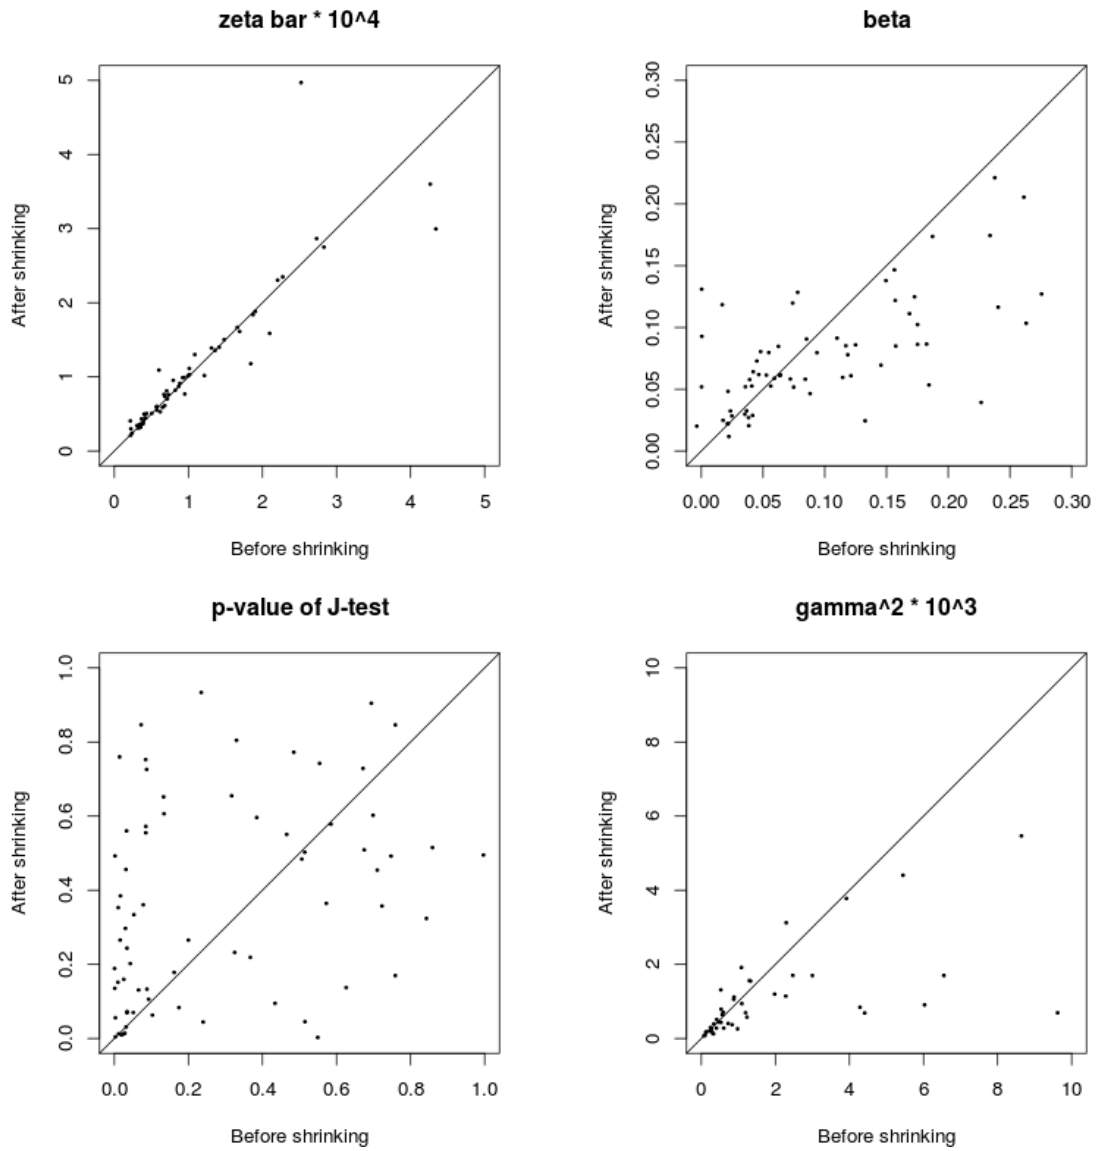 zeta bar * 10^4
5
4
3
2
1
0
After shrinking
0 1 2 3 4 5
Before shrinking
beta
0.30
0.25
0.20
0.15
0.10
0.05
0.00
After shrinking
0.00 0.05 0.10 0.15 0.20 0.25 0.30
Before shrinking
p-value of J-test
1.0
0.8
0.6
0.4
0.2
0.0
After shrinking
0.0 0.2 0.4 0.6 0.8 1.0
Before shrinking
gamma^2 * 10^3
10
8
6
4
2
0
After shrinking
0 2 4 6 8 10
Before shrinking